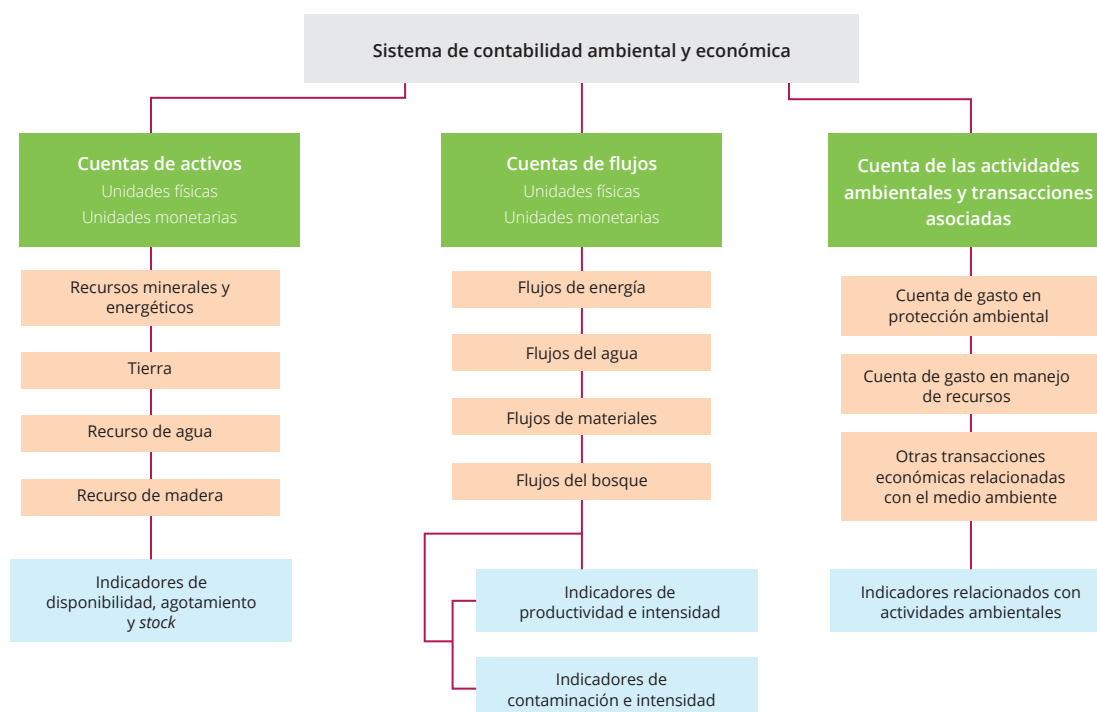 Sistema de contabilidad ambiental y económica
Cuentas de activos
Unidades físicas
Unidades monetarias
Recursos minerales y
energéticos
Tierra
Recurso de agua
Recurso de madera
Indicadores de
disponibilidad, agotamiento
y stock
Cuentas de flujos
Unidades físicas
Unidades monetarias
Flujos de energía
Flujos del agua
Flujos de materiales
Flujos del bosque
Indicadores de
productividad e intensidad
Indicadores de
contaminación e intensidad
Cuenta de las actividades
ambientales y transacciones
asociadas
Cuenta de gasto en
protección ambiental
Cuenta de gasto en manejo
de recursos
Otras transacciones
económicas relacionadas
con el medio ambiente
Indicadores relacionados con
actividades ambientales